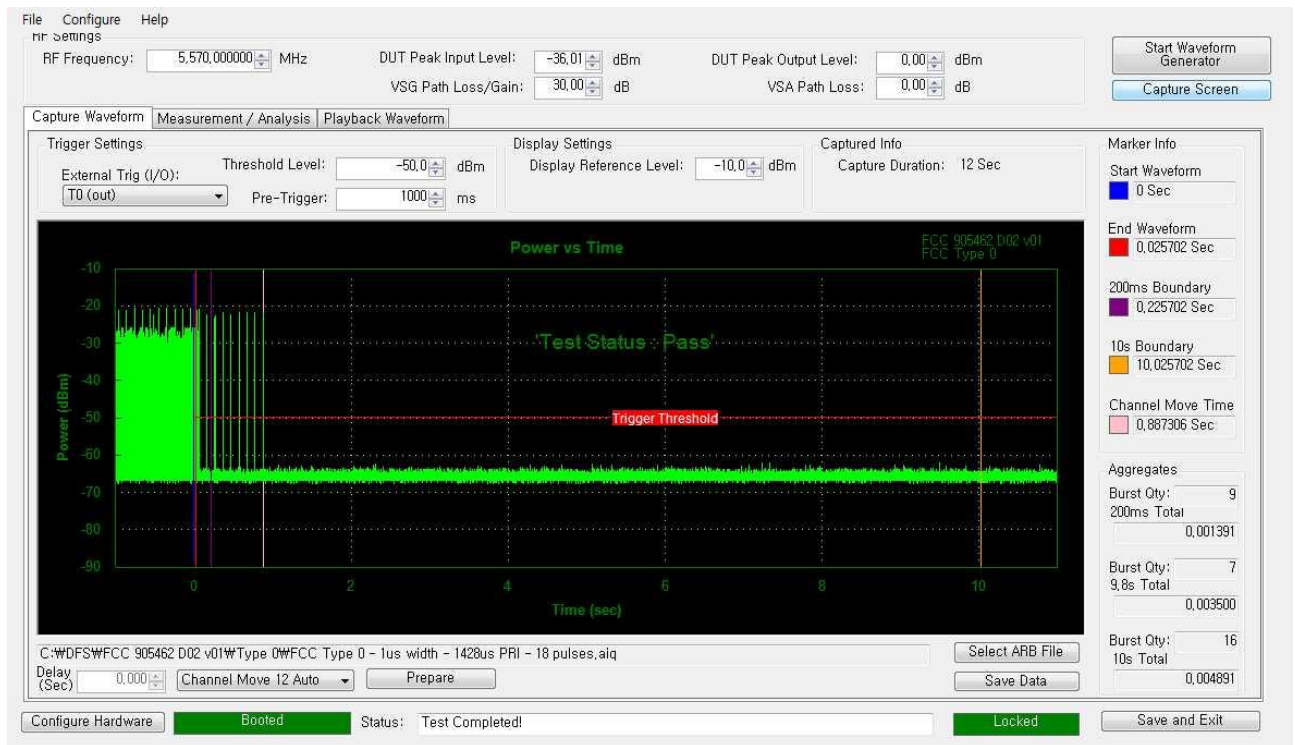 File Configure Help
RF Settings
RF Frequency: 5,570,000000 MHz DUT Peak Input Level: -36,01 dBm DUT Peak Output Level: 0,00 dBm
VSG Path Loss/Gain: 30,00 dB VSA Path Loss: 0,00 dB
Start Waveform
Generator
Capture Screen
Capture Waveform Measurement / Analysis Playback Waveform
Trigger Settings
External Trig (I/O):
T0 (out)
Threshold Level: -50,0 dBm
Pre-Trigger: 1000 ms
Display Settings
Display Reference Level: -10,0 dBm
Captured Info
Capture Duration: 12 Sec
Power vs Time
FCC 905462 D02 v01
FCC Type 0
'Test Status : Pass'
Trigger Threshold
Power (dBm)
-10
-20
-30
-40
-50
-60
-70
-80
-90
0 2 4 6 8 10
Time (sec)
Marker Info
Start Waveform
0 Sec
End Waveform
0,025702 Sec
200ms Boundary
0,225702 Sec
10s Boundary
10,025702 Sec
Channel Move Time
0,887306 Sec
Aggregates
Burst Qty: 9
200ms Total
0,001391
Burst Qty: 7
9,8s Total
0,003500
Burst Qty: 16
10s Total
0,004891
C:₩DFS₩FCC 905462 D02 v01₩Type 0₩FCC Type 0 - 1us width - 1428us PRI - 18 pulses,aiq
Select ARB File
Delay
(Sec) 0,000 Channel Move 12 Auto Prepare
Save Data
Configure Hardware Booted Status: Test Completed! Locked Save and Exit